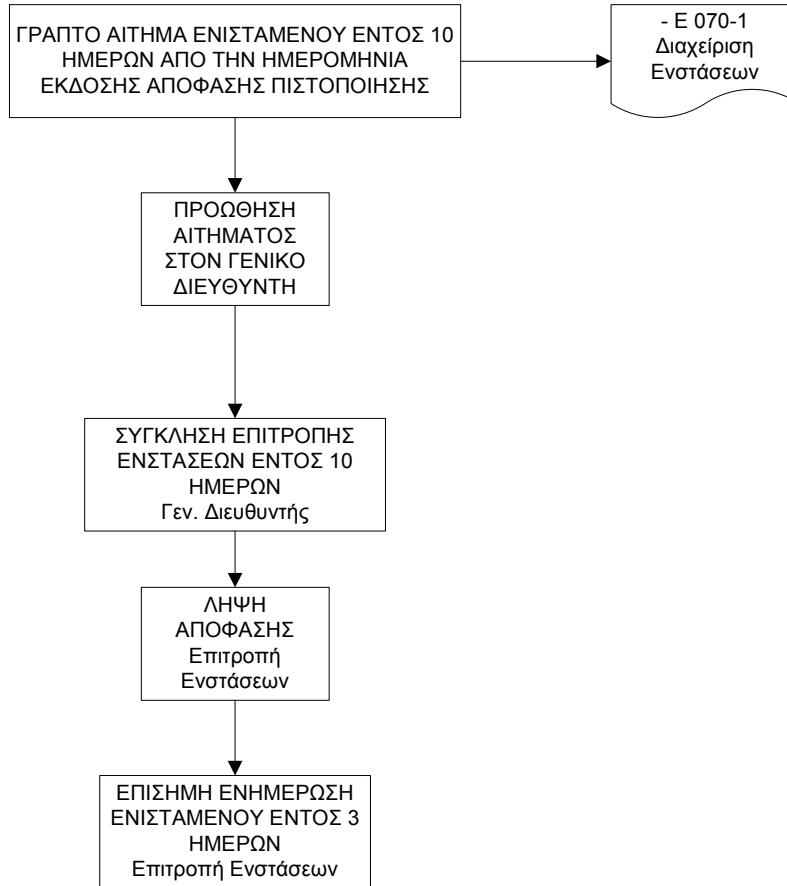 ΓΡΑΠΤΟ ΑΙΤΗΜΑ ΕΝΙΣΤΑΜΕΝΟΥ ΕΝΤΟΣ 10
ΗΜΕΡΩΝ ΑΠΟ ΤΗΝ ΗΜΕΡΟΜΗΝΙΑ
ΕΚΔΟΣΗΣ ΑΠΟΦΑΣΗΣ ΠΙΣΤΟΠΟΙΗΣΗΣ
- Ε 070-1
Διαχείριση
Ενστάσεων
ΠΡΟΩΘΗΣΗ
ΑΙΤΗΜΑΤΟΣ
ΣΤΟΝ ΓΕΝΙΚΟ
ΔΙΕΥΘΥΝΤΗ
ΣΥΓΚΛΗΣΗ ΕΠΙΤΡΟΠΗΣ
ΕΝΣΤΑΣΕΩΝ ΕΝΤΟΣ 10
ΗΜΕΡΩΝ
Γεν. Διευθυντής
ΛΗΨΗ
ΑΠΟΦΑΣΗΣ
Επιτροπή
Ενστάσεων
ΕΠΙΣΗΜΗ ΕΝΗΜΕΡΩΣΗ
ΕΝΙΣΤΑΜΕΝΟΥ ΕΝΤΟΣ 3
ΗΜΕΡΩΝ
Επιτροπή Ενστάσεων